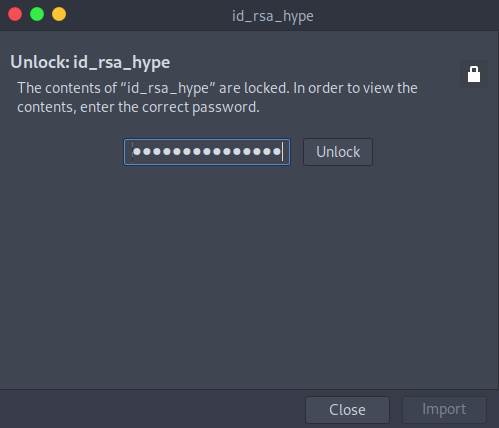 id_rsa_hype
Unlock: id_rsa_hype
The contents of “id_rsa_hype” are locked. In order to view the
contents, enter the correct password.
●●●●●●●●●●●●●●● Unlock
Close Import